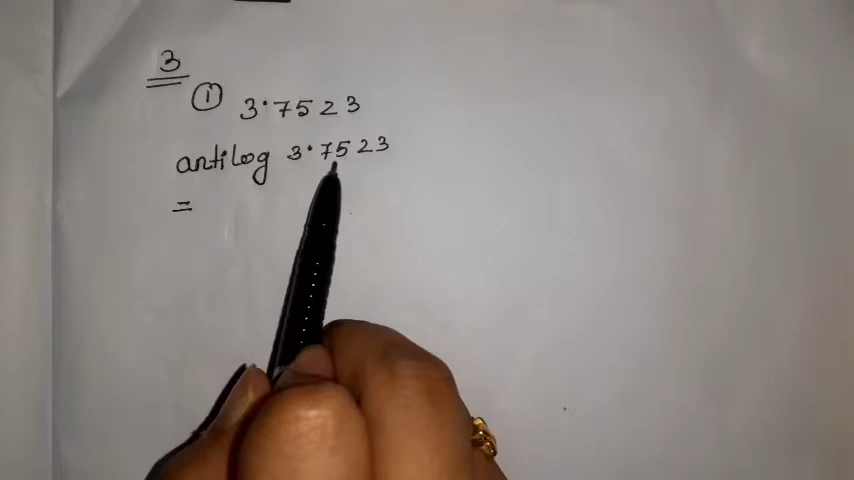 3
① 3.7523
antilog 3.7523
=